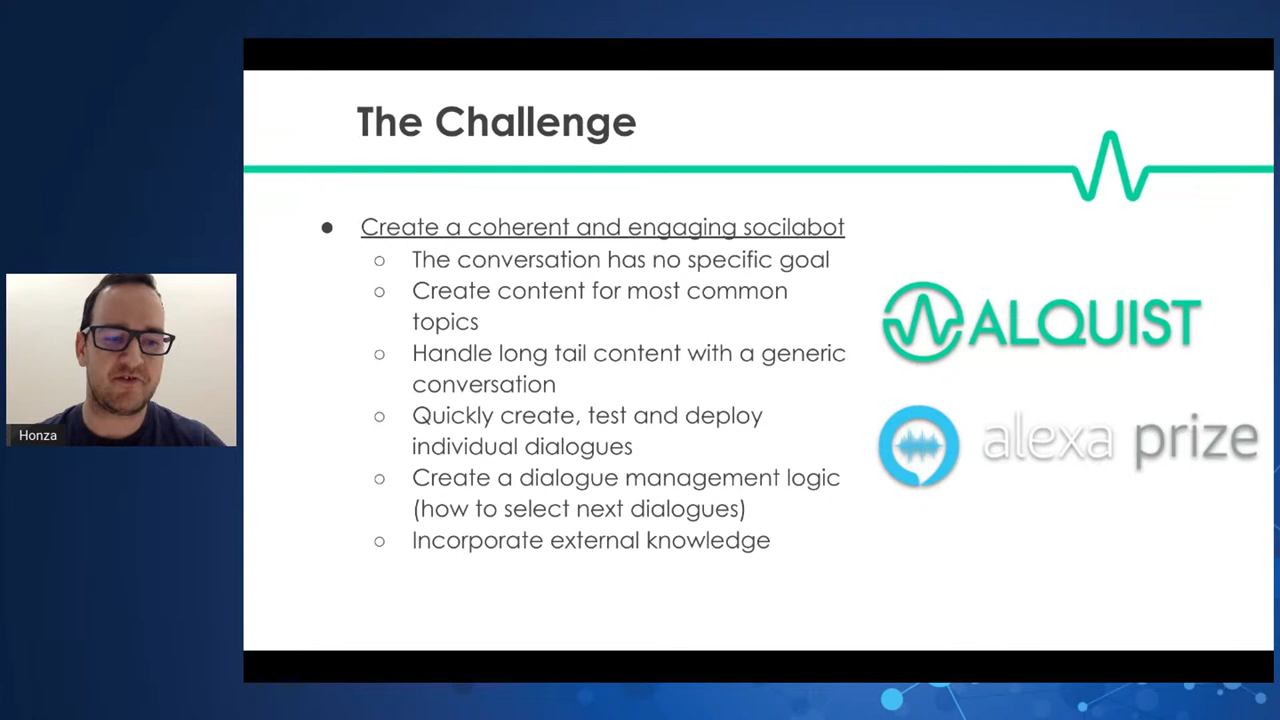 The Challenge
● Create a coherent and engaging socilabot
○ The conversation has no specific goal
○ Create content for most common
topics
○ Handle long tail content with a generic
conversation
○ Quickly create, test and deploy
individual dialogues
○ Create a dialogue management logic
(how to select next dialogues)
○ Incorporate external knowledge
ALQUIST
alexa prize
Honza